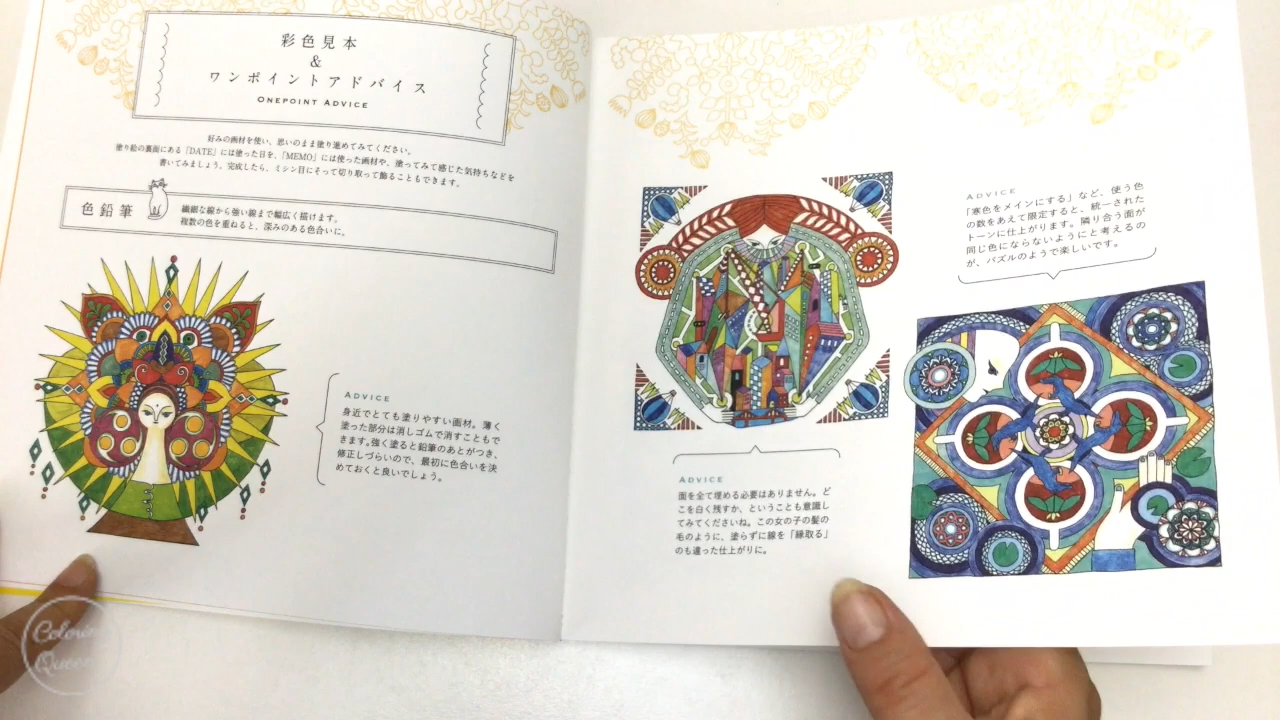 彩色見本
&
ワンポイントアドバイス
ONEPOINT ADVICE
好みの画材を使い、思いのまま塗り進めてみてください。
塗り絵の裏面にある「DATE」には塗った日を、「MEMO」には使った画材や、塗ってみて感じた気持ちなどを
書いてみましょう。完成したら、ミシン目にそって切り取って飾ることもできます。
色鉛筆
繊細な線から強い線まで幅広く描けます。
複数の色を重ねると、深みのある色合いに。
ADVICE
身近でとても塗りやすい画材。薄く
塗った部分は消しゴムで消すこともで
きます。強く塗ると鉛筆のあとがつき、
修正しづらいので、最初に色合いを決
めておくと良いでしょう。
ADVICE
面を全て埋める必要はありません。ど
こを白く残すか、ということも意識し
てみてくださいね。この女の子の髪の
毛のように、塗らずに線を「縁取る」
のも違った仕上がりに。
ADVICE
「寒色をメインにする」など、使う色
の数をあえて限定すると、統一された
トーンに仕上がります。隣り合う面が
同じ色にならないようにと考えるの
が、パズルのようで楽しいです。
Coloring
Queen